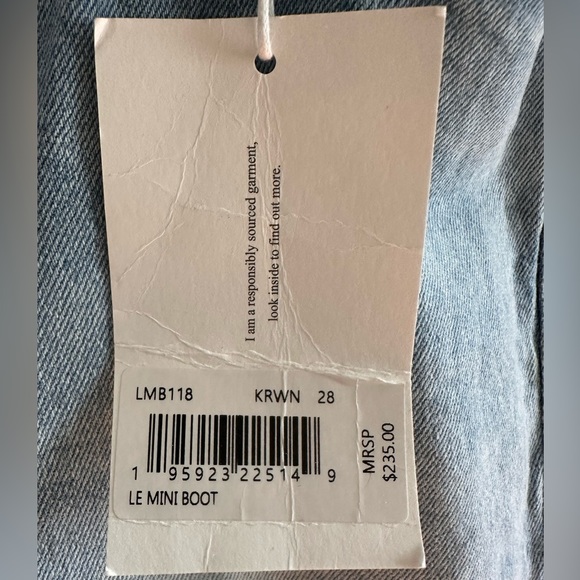 I am a responsibly sourced garment,
look inside to find out more.
LMB118 KRWN 28
1 95923 22514 9
LE MINI BOOT
MRSP
$235.00